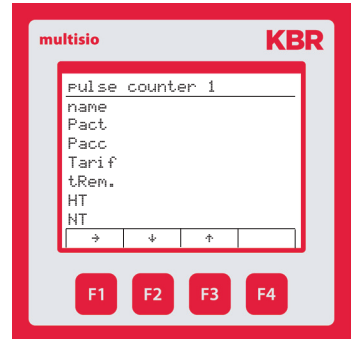 multisio KBR
pulse counter 1
name
Pact
Pacc
Tarif
tRem.
HT
NT
→ ↓ ↑
F1 F2 F3 F4